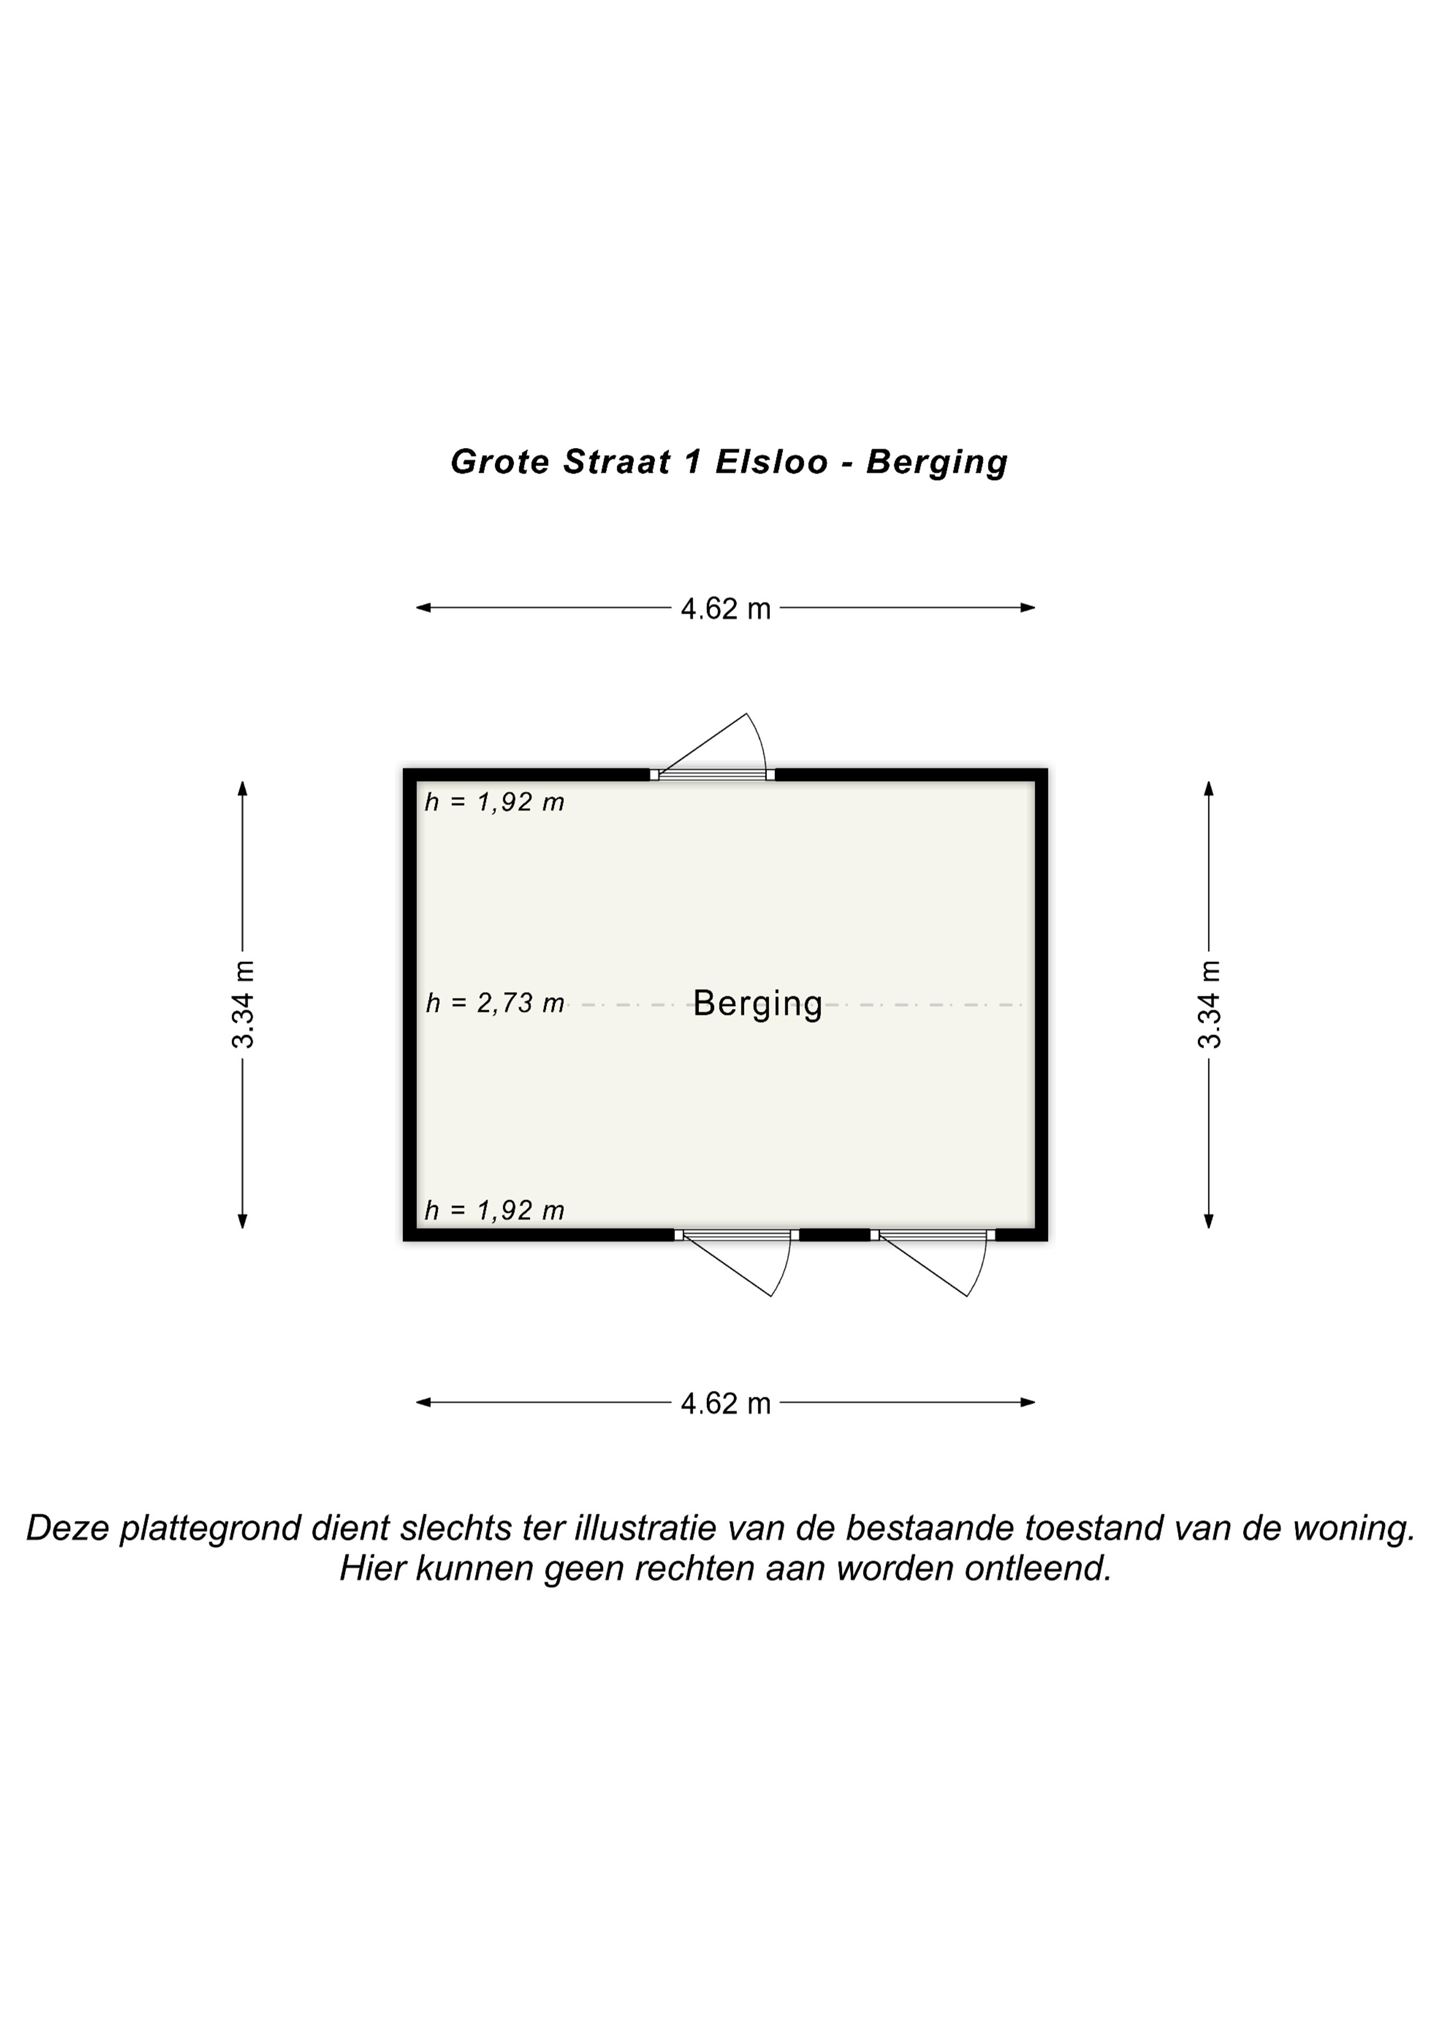 Grote Straat 1 Elsloo - Berging
4.62 m
h = 1,92 m
3.34 m
h = 2,73 m
Berging
3.34 m
h = 1,92 m
4.62 m
Deze plattegrond dient slechts ter illustratie van de bestaande toestand van de woning.
Hier kunnen geen rechten aan worden ontleend.